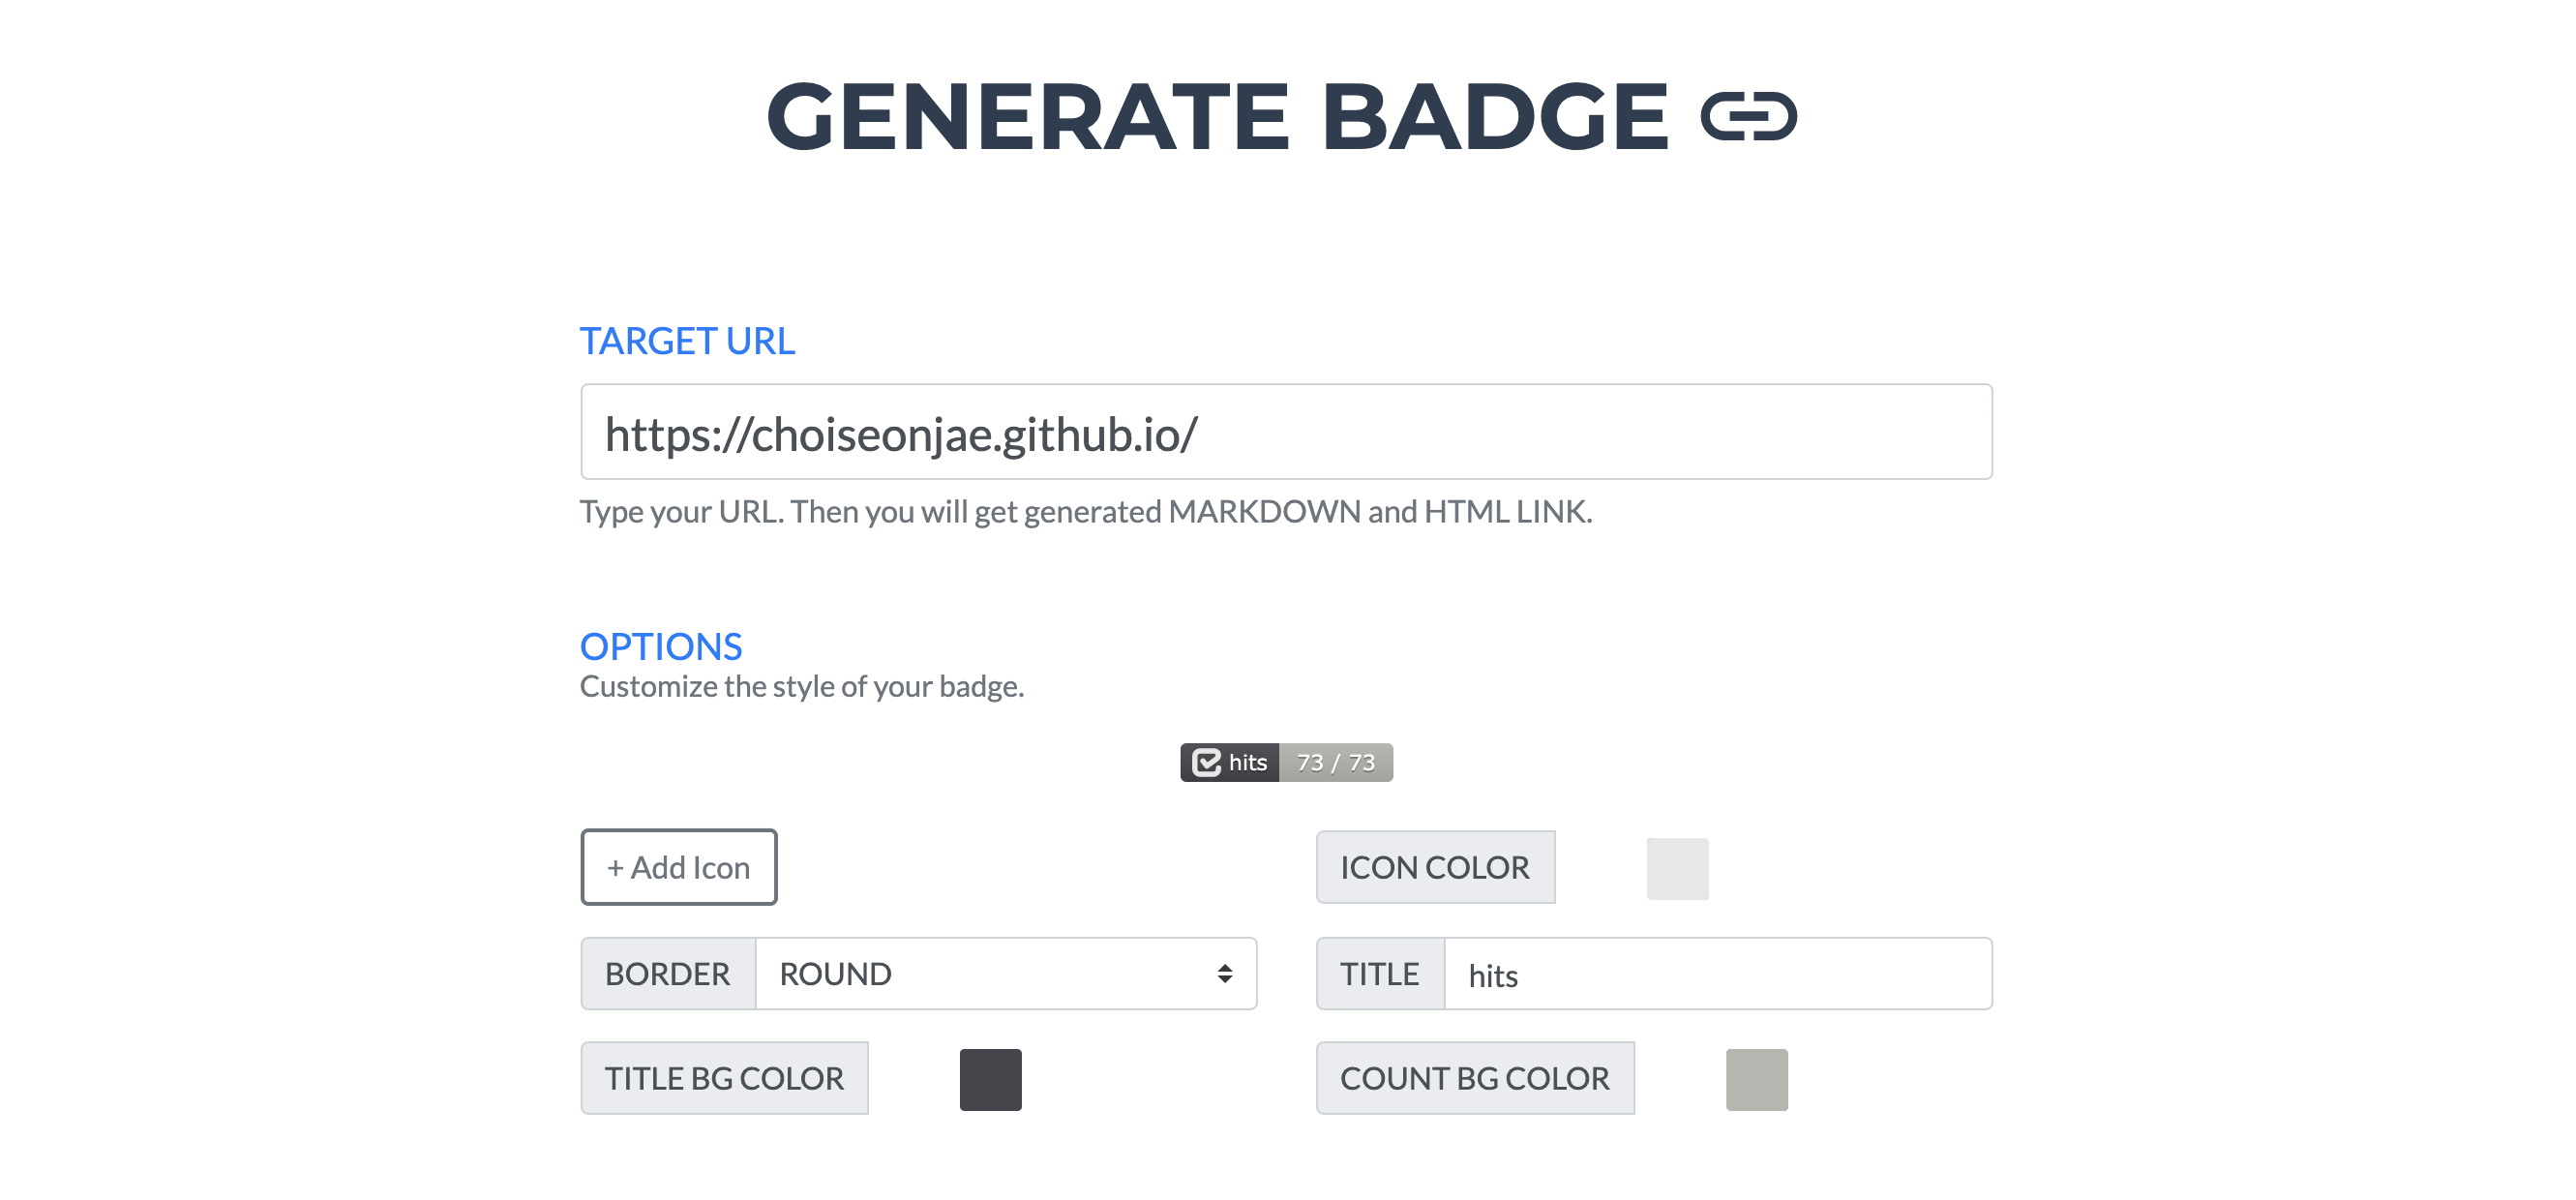 GENERATE BADGE
TARGET URL
https://choiseonjae.github.io/
Type your URL. Then you will get generated MARKDOWN and HTML LINK.
OPTIONS
Customize the style of your badge.
hits 73 / 73
+ Add Icon
ICON COLOR
BORDER ROUND
TITLE hits
TITLE BG COLOR
COUNT BG COLOR